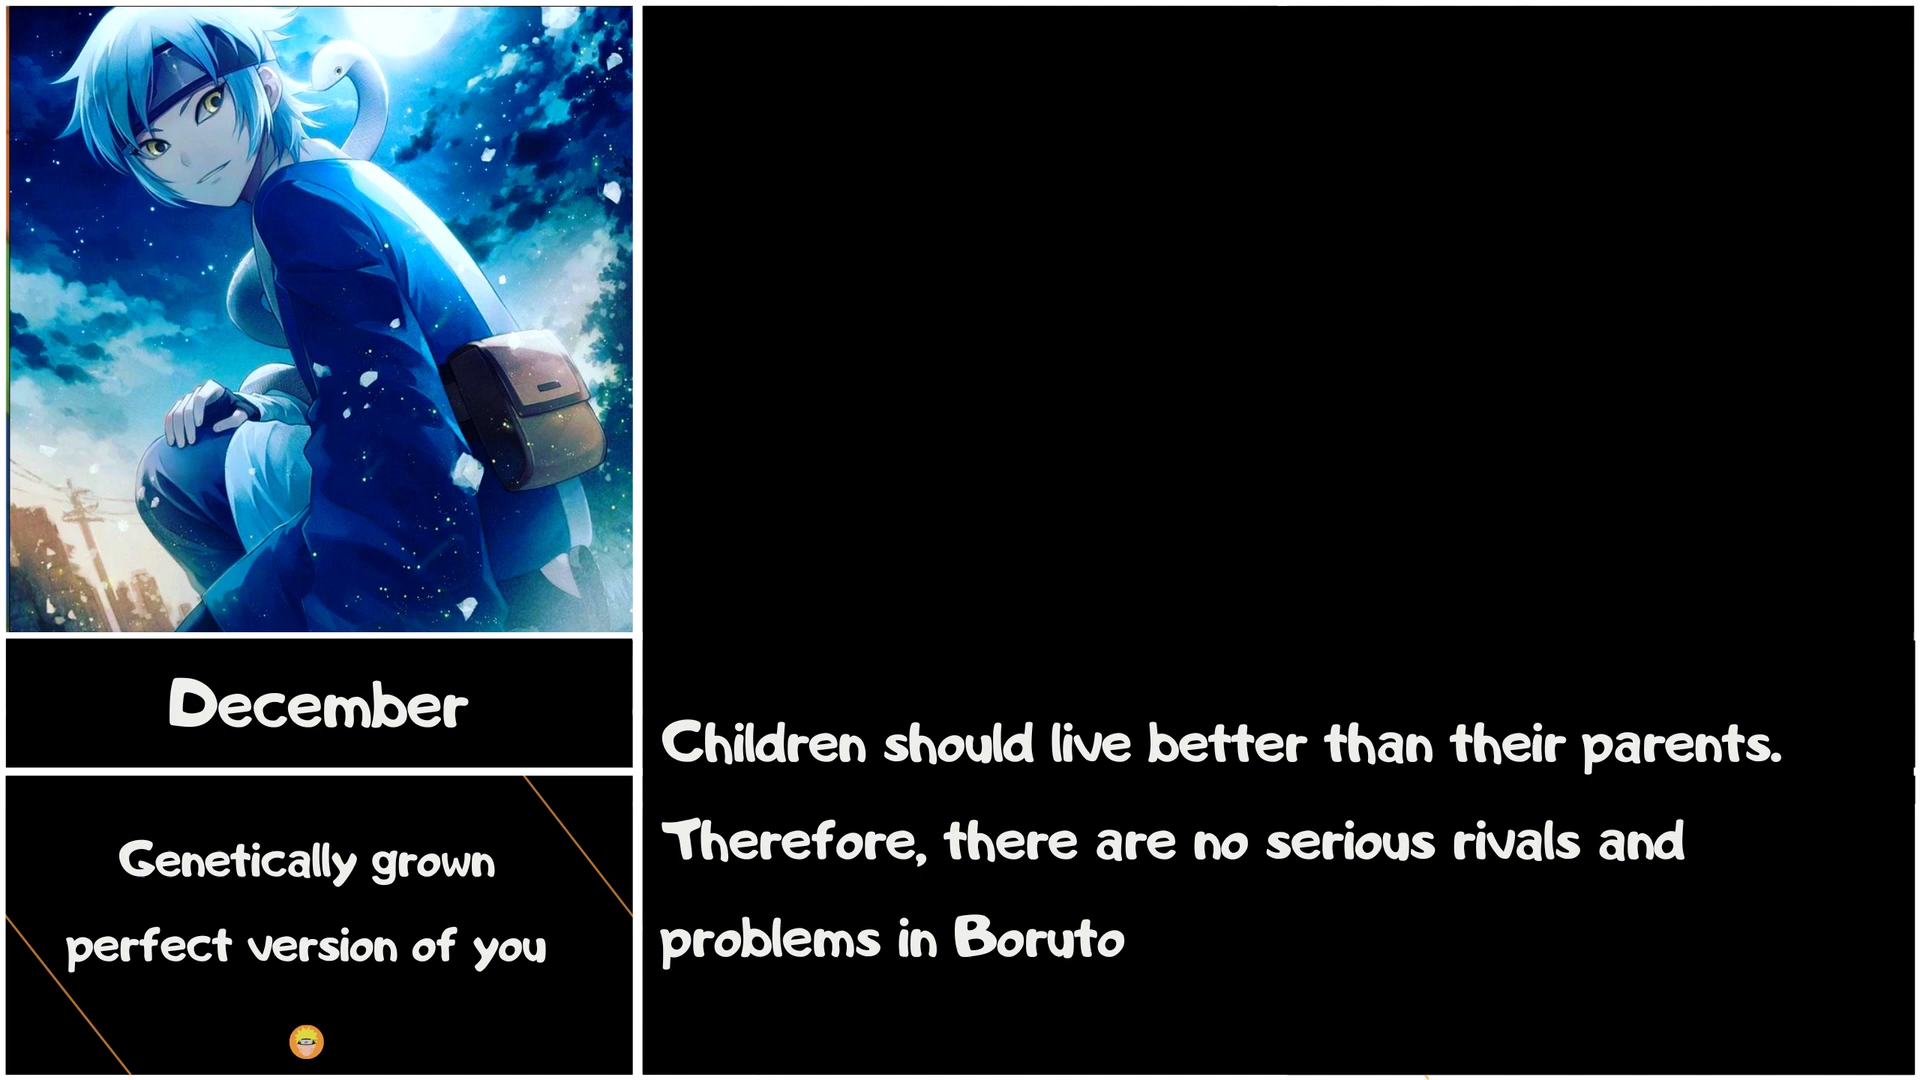 December
Genetically grown
perfect version of you
Children should live better than their parents.
Therefore, there are no serious rivals and
problems in Boruto